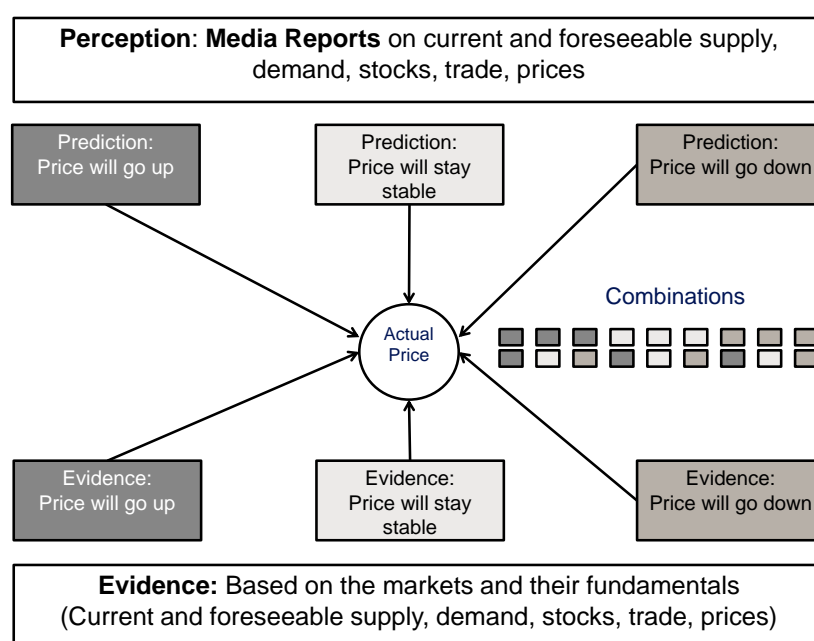 Perception: Media Reports on current and foreseeable supply,
demand, stocks, trade, prices
Prediction:
Price will go up
Prediction:
Price will stay
stable
Prediction:
Price will go down
Combinations
Actual
Price
Evidence:
Price will go up
Evidence:
Price will stay
stable
Evidence:
Price will go down
Evidence: Based on the markets and their fundamentals
(Current and foreseeable supply, demand, stocks, trade, prices)